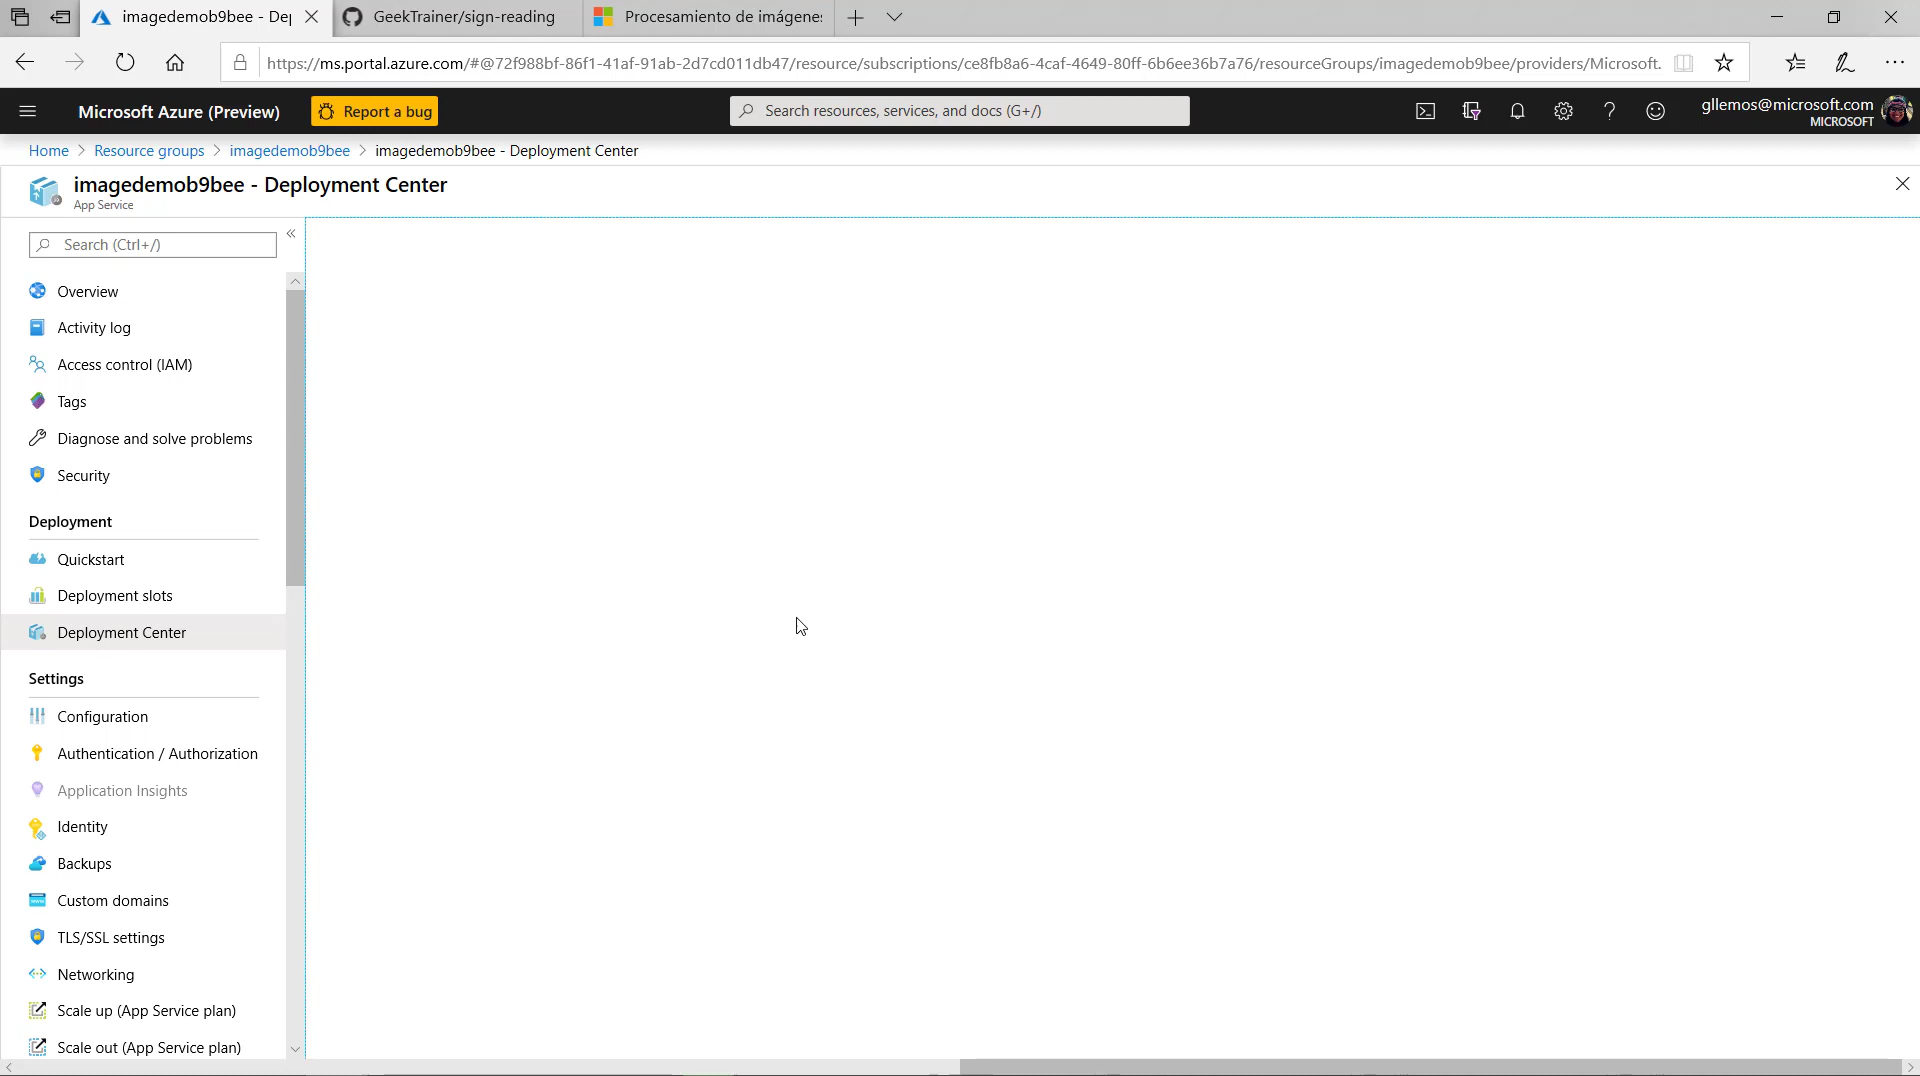 imagedemob9bee - De
GeekTrainer/sign-reading
Procesamiento de imágene
https://ms.portal.azure.com/#@72f988bf-86f1-41af-91ab-2d7cd011db47/resource/subscriptions/ce8fb8a6-4caf-4649-80ff-6b6ee36b7a76/resourceGroups/imagedemob9bee/providers/Microsoft.
Microsoft Azure (Preview)
Report a bug
Search resources, services, and docs (G+/)
gllemos@microsoft.com
MICROSOFT
Home > Resource groups > imagedemob9bee > imagedemob9bee - Deployment Center
imagedemob9bee - Deployment Center
App Service
Search (Ctrl+/)
Overview
Activity log
Access control (IAM)
Tags
Diagnose and solve problems
Security
Deployment
Quickstart
Deployment slots
Deployment Center
Settings
Configuration
Authentication / Authorization
Application Insights
Identity
Backups
Custom domains
TLS/SSL settings
Networking
Scale up (App Service plan)
Scale out (App Service plan)